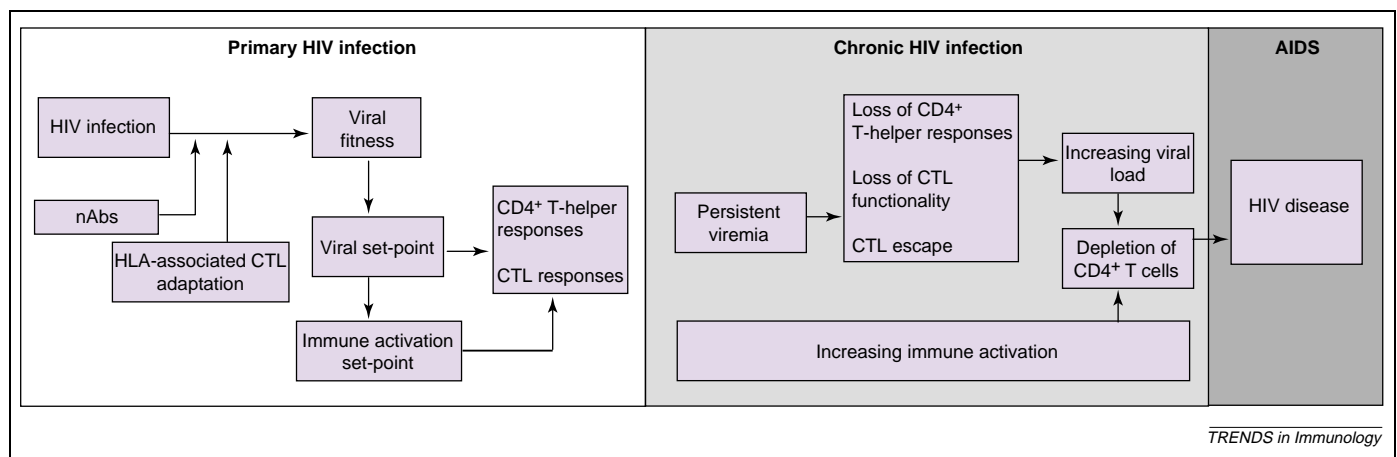 Primary HIV infection
HIV infection
Viral
fitness
nAbs
HLA-associated CTL
adaptation
Viral set-point
CD4+ T-helper
responses
CTL responses
Immune activation
set-point
Chronic HIV infection
Persistent
viremia
Loss of CD4+
T-helper responses
Loss of CTL
functionality
CTL escape
Increasing viral
load
Depletion of
CD4+ T cells
Increasing immune activation
AIDS
HIV disease
TRENDS in Immunology